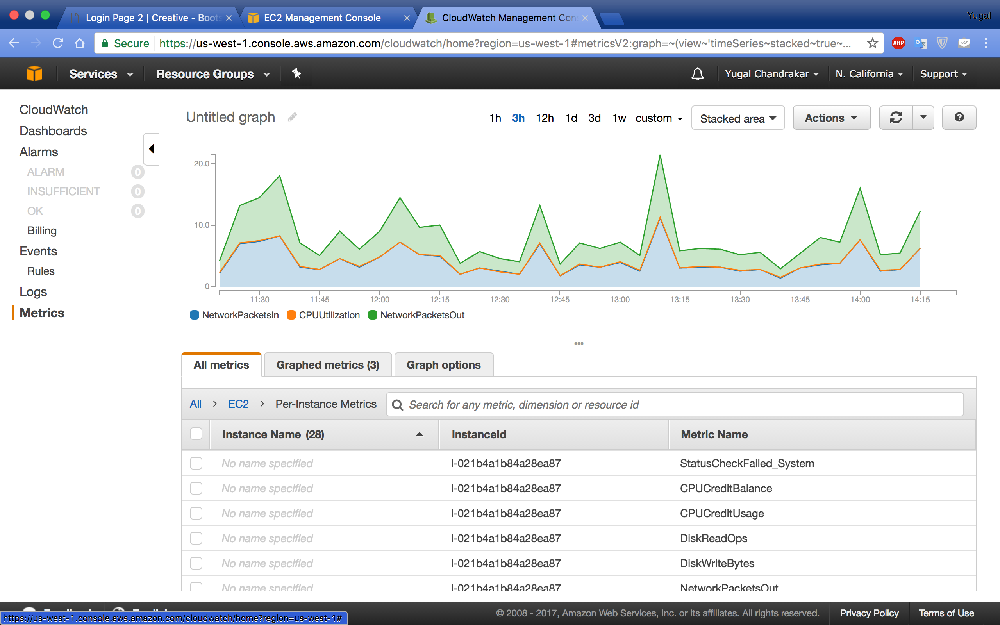 Login Page 2 | Creative - Boots
EC2 Management Console
CloudWatch Management Con
Yugal
Secure
https://us-west-1.console.aws.amazon.com/cloudwatch/home?region=us-west-1#metricsV2:graph=~(view~'timeSeries~stacked~true~...
ABP
Services
Resource Groups
Yugal Chandrakar
N. California
Support
CloudWatch
Dashboards
Alarms
ALARM 0
INSUFFICIENT 0
OK 0
Billing
Events
Rules
Logs
Metrics
Untitled graph
1h 3h 12h 1d 3d 1w custom
Stacked area
Actions
?
20.0
10.0
0
11:30 11:45 12:00 12:15 12:30 12:45 13:00 13:15 13:30 13:45 14:00 14:15
NetworkPacketsIn CPUUtilization NetworkPacketsOut
All metrics
Graphed metrics (3)
Graph options
All > EC2 > Per-Instance Metrics
Search for any metric, dimension or resource id
Instance Name (28) InstanceId Metric Name
No name specified i-021b4a1b84a28ea87 StatusCheckFailed_System
No name specified i-021b4a1b84a28ea87 CPUCreditBalance
No name specified i-021b4a1b84a28ea87 CPUCreditUsage
No name specified i-021b4a1b84a28ea87 DiskReadOps
No name specified i-021b4a1b84a28ea87 DiskWriteBytes
No name specified i-021b4a1b84a28ea87 NetworkPacketsOut
© 2008 - 2017, Amazon Web Services, Inc. or its affiliates. All rights reserved.
Privacy Policy
Terms of Use
https://us-west-1.console.aws.amazon.com/cloudwatch/home?region=us-west-1#